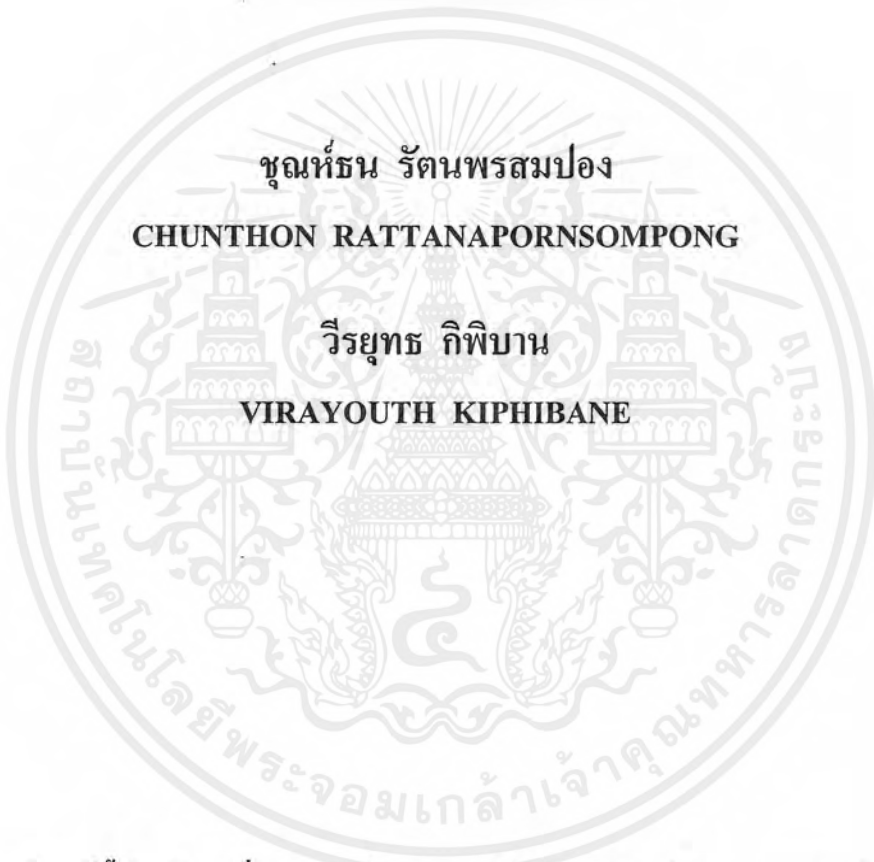 ชุณห์ธน รัตนพรสมปอง
CHUNTHON RATTANAPORNSOMPONG
วีรยุทธ กิพิบาน
VIRAYOUTH KIPHIBANE
สถาบันเทคโนโลยีพระจอมเกล้าเจ้าคุณทหารลาดกระบัง